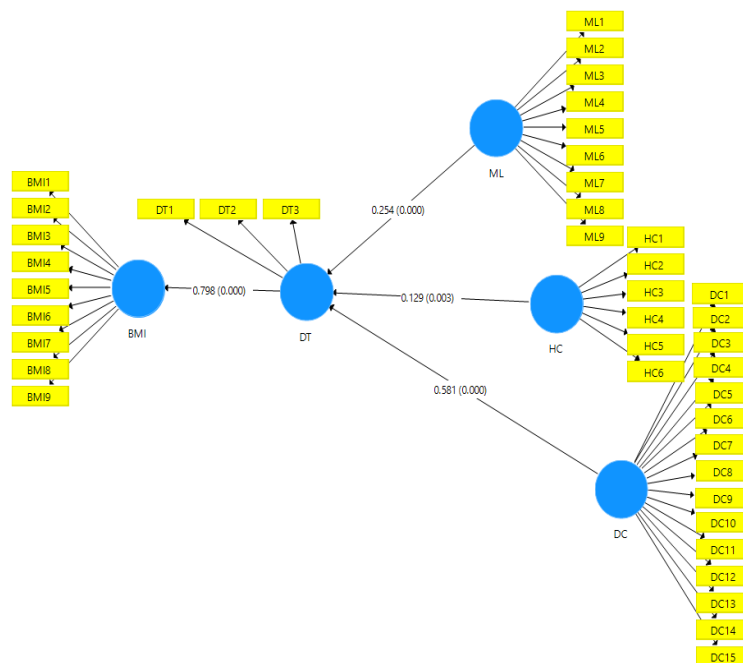 ML1
ML2
ML3
ML4
ML5
ML6
ML7
ML8
ML9
ML
0.254 (0.000)
BMI1
BMI2
BMI3
BMI4
BMI5
BMI6
BMI7
BMI8
BMI9
BMI
DT1
DT2
DT3
0.798 (0.000)
DT
0.129 (0.003)
HC
HC1
HC2
HC3
HC4
HC5
HC6
0.581 (0.000)
DC
DC1
DC2
DC3
DC4
DC5
DC6
DC7
DC8
DC9
DC10
DC11
DC12
DC13
DC14
DC15